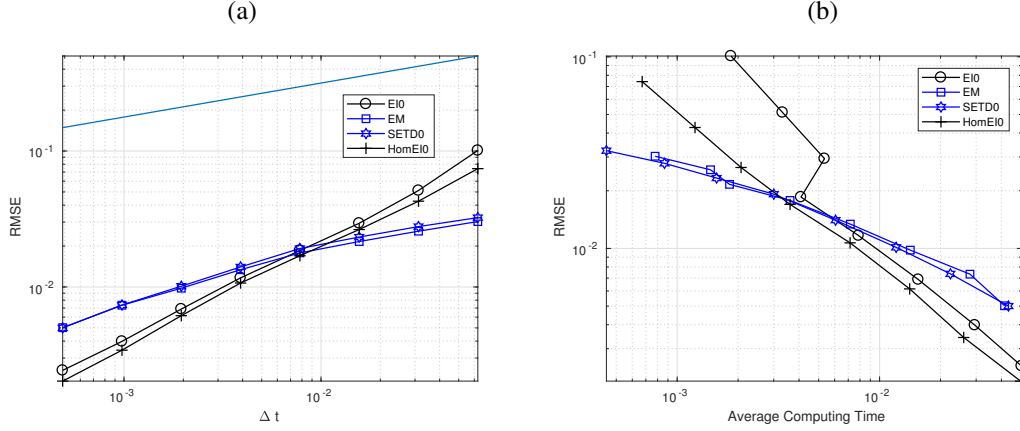 (a)
(b)
10^-1
10^-2
RMSE
10^-3
10^-2
Δ t
EI0
EM
SETD0
HomEI0
10^-1
10^-2
RMSE
10^-3
10^-2
Average Computing Time
EI0
EM
SETD0
HomEI0